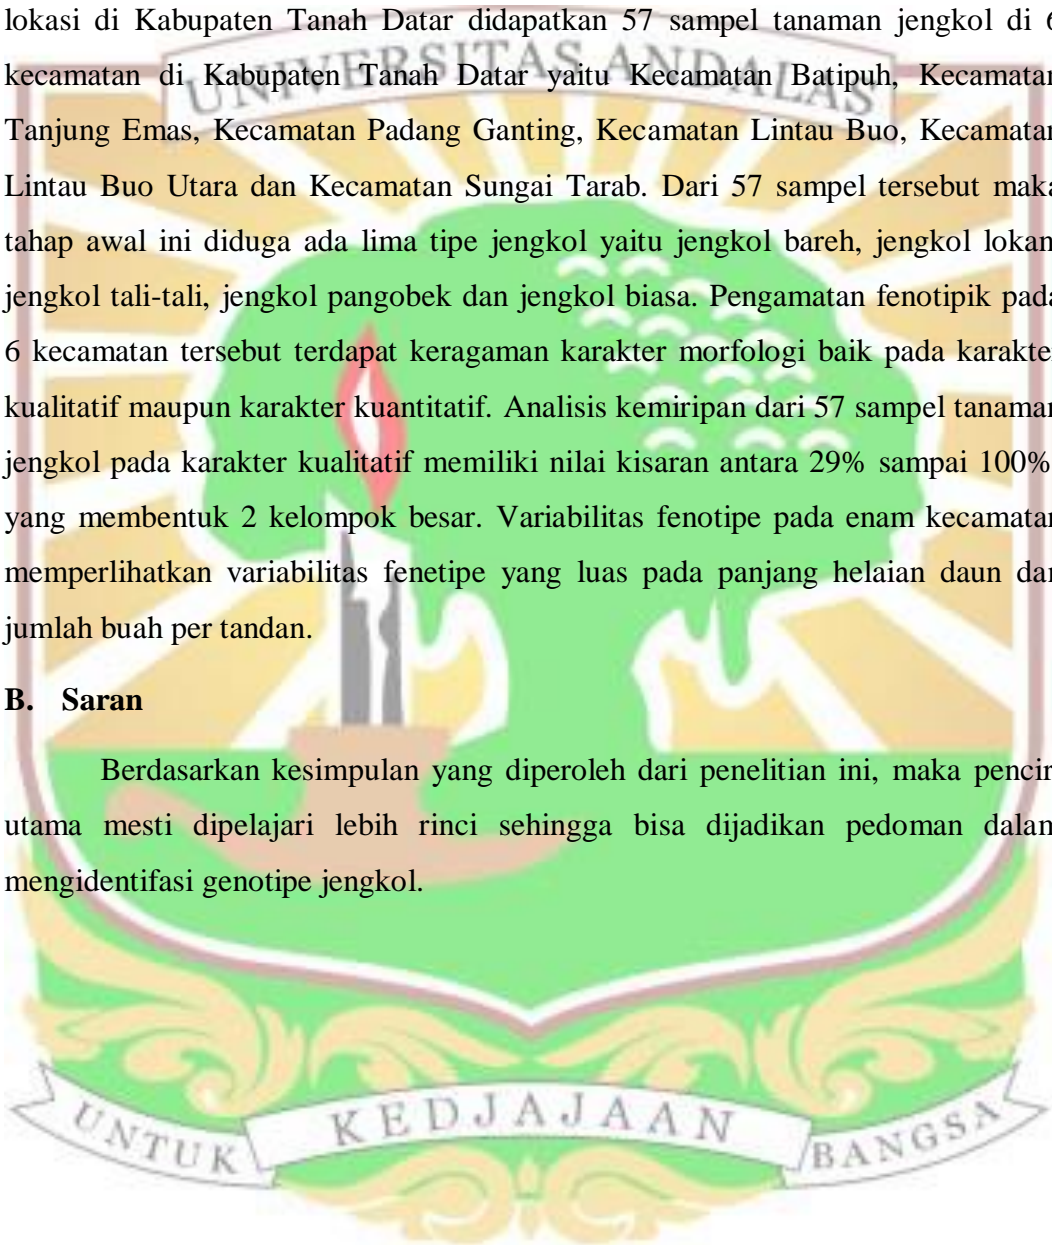 lokasi di Kabupaten Tanah Datar didapatkan 57 sampel tanaman jengkol di 6
UNIVERSITAS ANDALAS
kecamatan di Kabupaten Tanah Datar yaitu Kecamatan Batipuh, Kecamatan
Tanjung Emas, Kecamatan Padang Ganting, Kecamatan Lintau Buo, Kecamatan
Lintau Buo Utara dan Kecamatan Sungai Tarab. Dari 57 sampel tersebut maka
tahap awal ini diduga ada lima tipe jengkol yaitu jengkol bareh, jengkol lokan
jengkol tali-tali, jengkol pangobek dan jengkol biasa. Pengamatan fenotipik pada
6 kecamatan tersebut terdapat keragaman karakter morfologi baik pada karakter
kualitatif maupun karakter kuantitatif. Analisis kemiripan dari 57 sampel tanaman
jengkol pada karakter kualitatif memiliki nilai kisaran antara 29% sampai 100%
yang membentuk 2 kelompok besar. Variabilitas fenotipe pada enam kecamatan
memperlihatkan variabilitas fenetipe yang luas pada panjang helaian daun dan
jumlah buah per tandan.
B. Saran
Berdasarkan kesimpulan yang diperoleh dari penelitian ini, maka penciri
utama mesti dipelajari lebih rinci sehingga bisa dijadikan pedoman dalam
mengidentifasi genotipe jengkol.
UNTUK KEDJAJAAN BANGSA